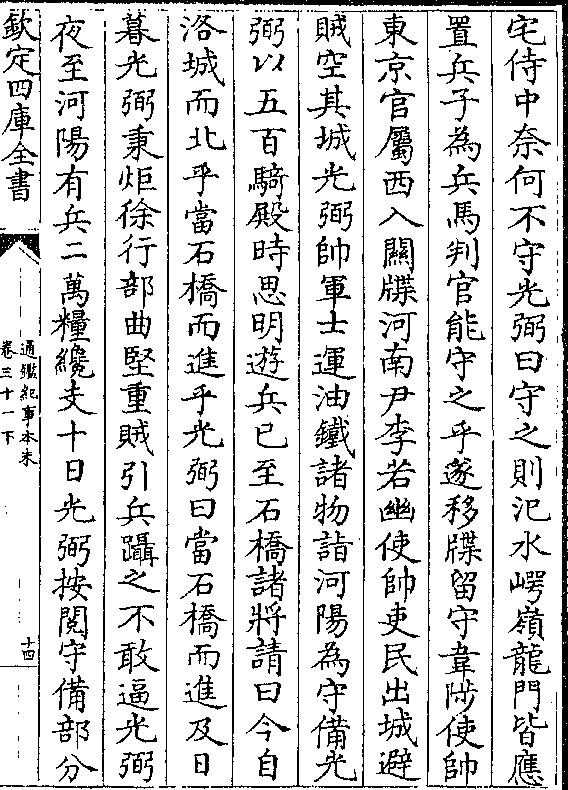 宅侍中奈何不守光弼曰守之則汜水崿嶺龍門皆應
置兵子為兵馬判官能守之乎遂移牒留守韋陟使帥
東京官屬西入關牒河南尹李若幽使帥吏民出城避
賊空其城光弼帥軍士運油鐵諸物詣河陽為守備光
弼以五百騎殿時思明遊兵已至石橋諸將請曰今自
洛城而北乎當石橋而進乎光弼曰當石橋而進及日
暮光弼秉炬徐行部曲堅重賊引兵躡之不敢逼光弼
夜至河陽有兵二萬糧纔支十日光弼按閱守備部分
欽定四庫全書
通鑑紀事本末
卷三十一下
十四